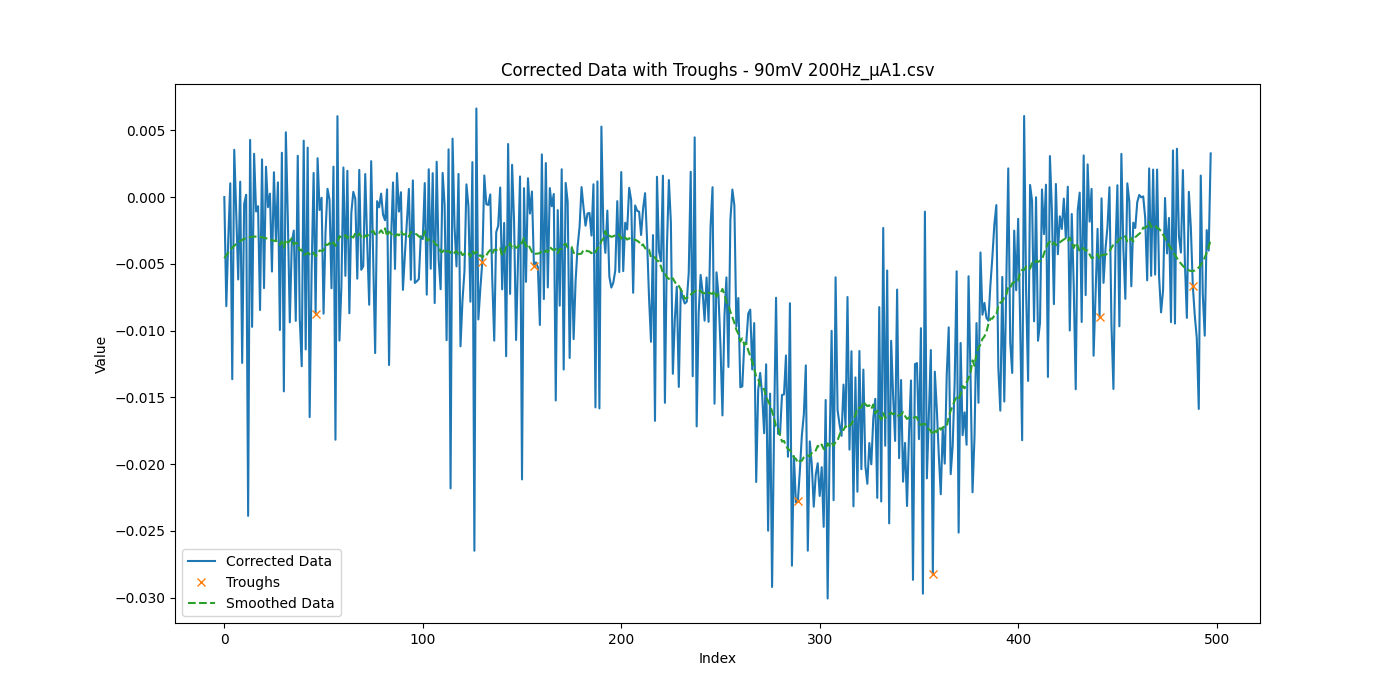 Corrected Data with Troughs - 90mV 200Hz_µA1.csv
Value
0.005
0.000
−0.005
−0.010
−0.015
−0.020
−0.025
−0.030
Corrected Data
Troughs
Smoothed Data
0 100 200 300 400 500
Index